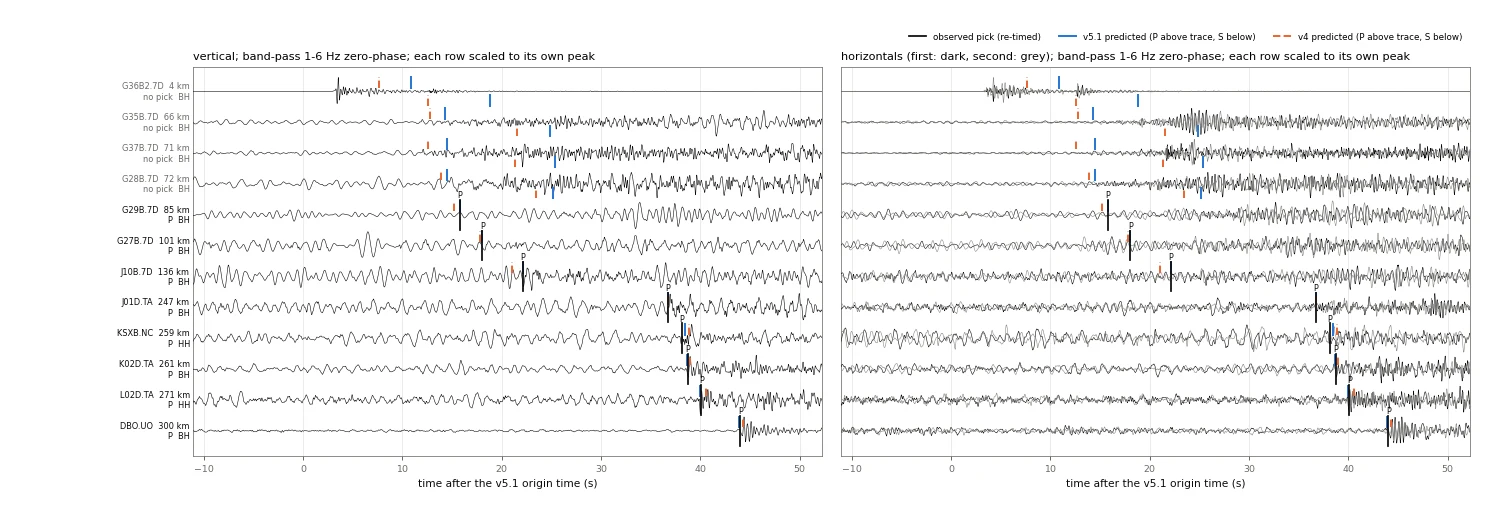 observed pick (re-timed) v5.1 predicted (P above trace, S below) v4 predicted (P above trace, S below)
vertical; band-pass 1-6 Hz zero-phase; each row scaled to its own peak
horizontals (first: dark, second: grey); band-pass 1-6 Hz zero-phase; each row scaled to its own peak
G36B2.7D 4 km
no pick BH
G35B.7D 66 km
no pick BH
G37B.7D 71 km
no pick BH
G28B.7D 72 km
no pick BH
P P
G29B.7D 85 km
P BH
P P
G27B.7D 101 km
P BH
P P
J10B.7D 136 km
P BH
P P
J01D.TA 247 km
P BH
P P
KSXB.NC 259 km
P HH
P P
K02D.TA 261 km
P BH
P P
L02D.TA 271 km
P HH
P P
DBO.UO 300 km
P BH
−10 0 10 20 30 40 50
−10 0 10 20 30 40 50
time after the v5.1 origin time (s)
time after the v5.1 origin time (s)